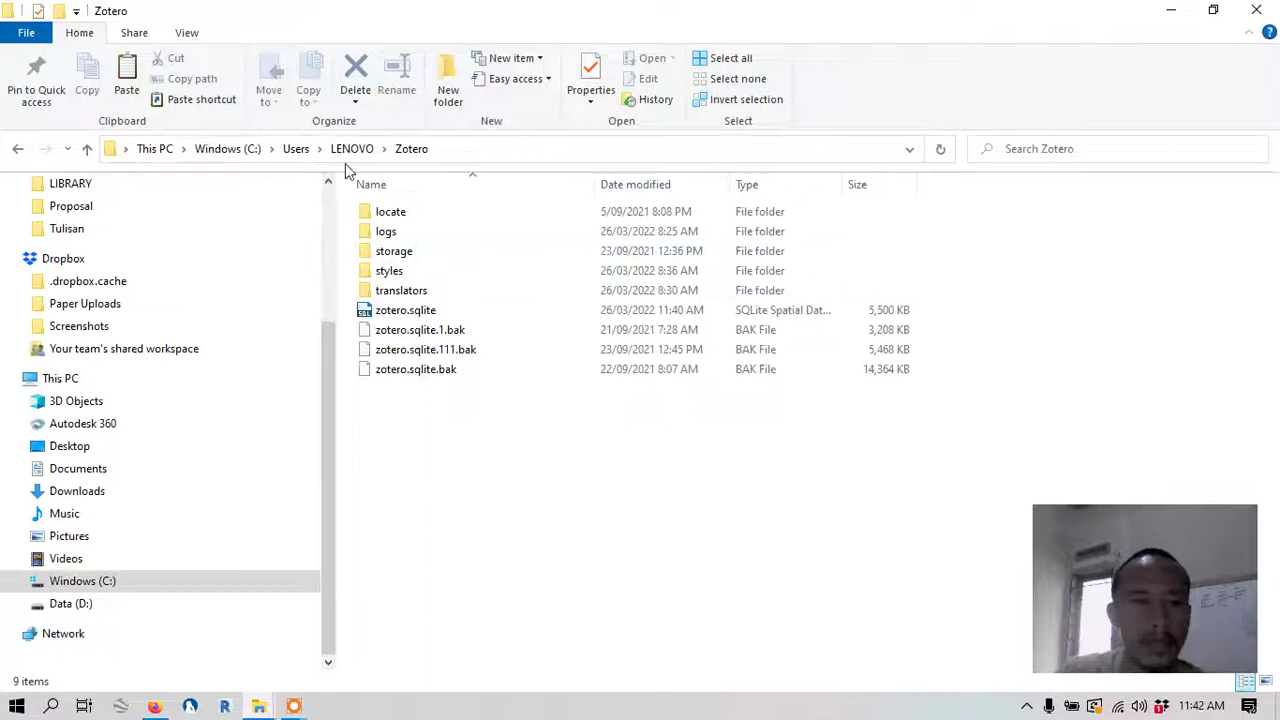 Zotero
File Home Share View
Pin to Quick access
Copy
Paste
Cut
Copy path
Paste shortcut
Clipboard
Move to
Copy to
Delete
Rename
Organize
New folder
New item
Easy access
New
Properties
Open
Edit
History
Open
Select all
Select none
Invert selection
Select
This PC Windows (C:) Users LENOVO Zotero
Search Zotero
LIBRARY
Proposal
Tulisan
Dropbox
.dropbox.cache
Paper Uploads
Screenshots
Your team's shared workspace
This PC
3D Objects
Autodesk 360
Desktop
Documents
Downloads
Music
Pictures
Videos
Windows (C:)
Data (D:)
Network
Name Date modified Type Size
locate 5/09/2021 8:08 PM File folder
logs 26/03/2022 8:25 AM File folder
storage 23/09/2021 12:36 PM File folder
styles 26/03/2022 8:36 AM File folder
translators 26/03/2022 8:30 AM File folder
zotero.sqlite 26/03/2022 11:40 AM SQLite Spatial Dat... 5,500 KB
zotero.sqlite.1.bak 21/09/2021 7:28 AM BAK File 3,208 KB
zotero.sqlite.111.bak 23/09/2021 12:45 PM BAK File 5,468 KB
zotero.sqlite.bak 22/09/2021 8:07 AM BAK File 14,364 KB
9 items
11:42 AM